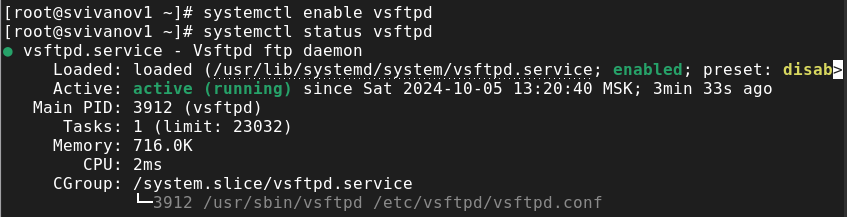 [root@svivanov1 ~]# systemctl enable vsftpd
[root@svivanov1 ~]# systemctl status vsftpd
● vsftpd.service - Vsftpd ftp daemon
     Loaded: loaded (/usr/lib/systemd/system/vsftpd.service; enabled; preset: disab>
     Active: active (running) since Sat 2024-10-05 13:20:40 MSK; 3min 33s ago
   Main PID: 3912 (vsftpd)
      Tasks: 1 (limit: 23032)
     Memory: 716.0K
        CPU: 2ms
     CGroup: /system.slice/vsftpd.service
             └─3912 /usr/sbin/vsftpd /etc/vsftpd/vsftpd.conf